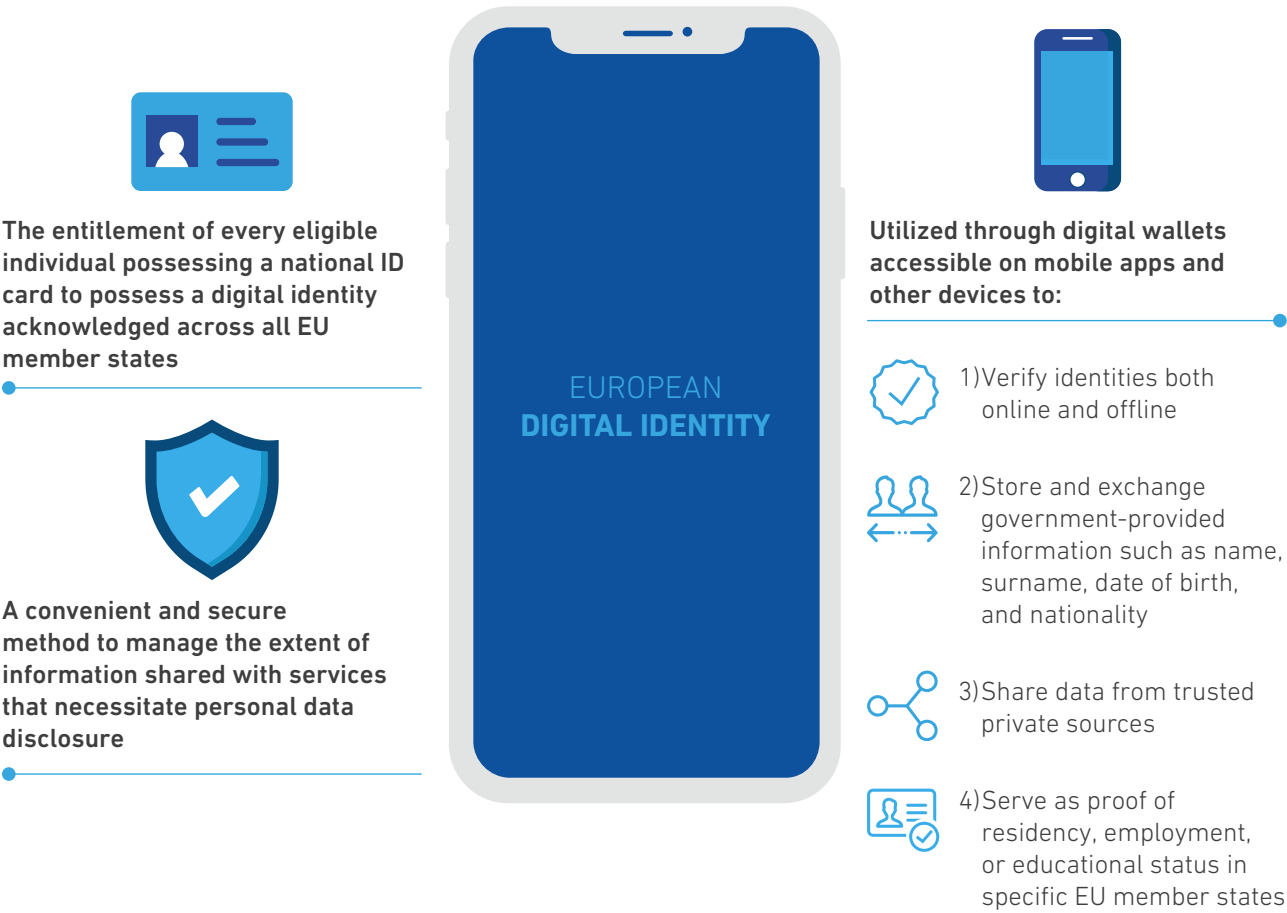 The entitlement of every eligible
individual possessing a national ID
card to possess a digital identity
acknowledged across all EU
member states
A convenient and secure
method to manage the extent of
information shared with services
that necessitate personal data
disclosure
EUROPEAN
DIGITAL IDENTITY
Utilized through digital wallets
accessible on mobile apps and
other devices to:
1)Verify identities both
online and offline
2)Store and exchange
government-provided
information such as name,
surname, date of birth,
and nationality
3)Share data from trusted
private sources
4)Serve as proof of
residency, employment,
or educational status in
specific EU member states